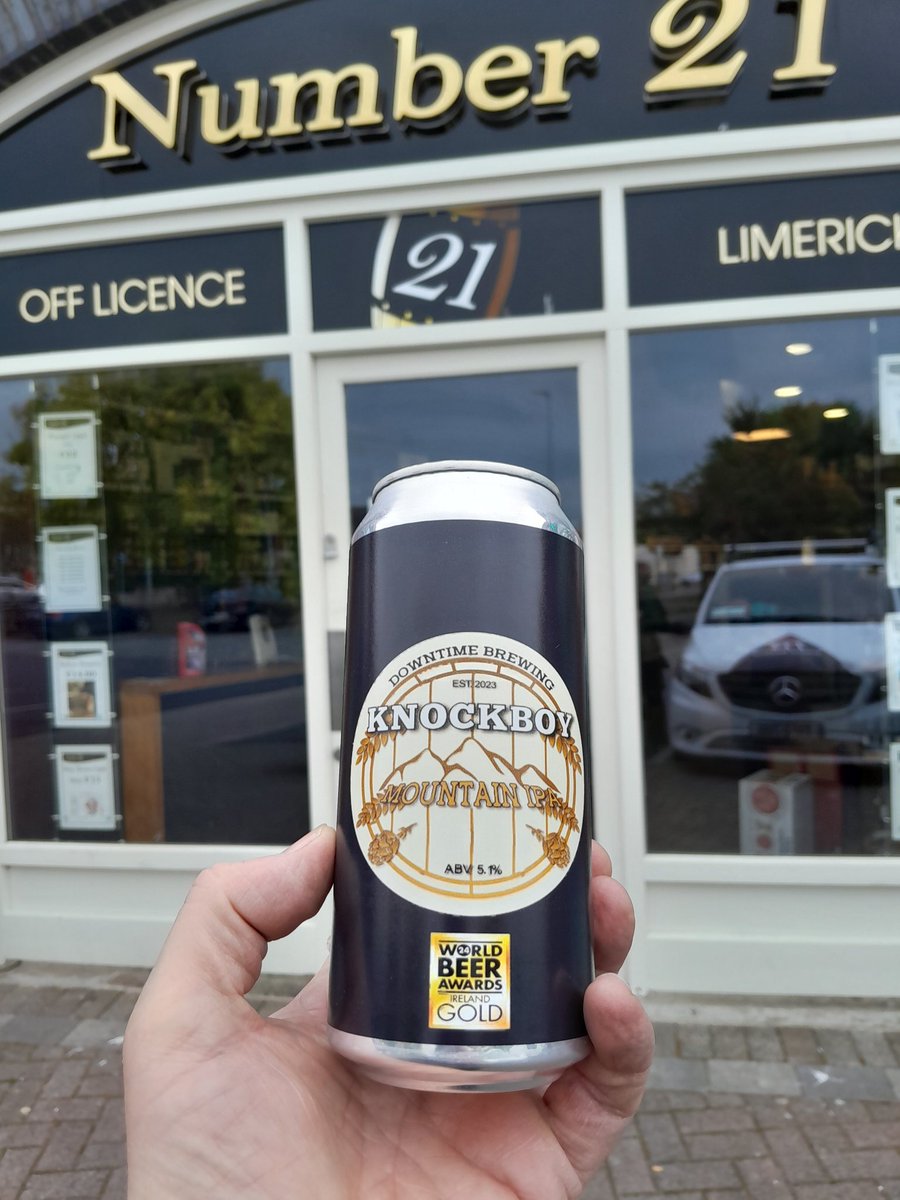 Number 21
OFF LICENCE
21
LIMERICK
DOWNTIME BREWING
EST. 2023
KNOCKBOY
MOUNTAIN IPA
ABV 5.1%
WORLD
24
BEER
AWARDS
IRELAND
GOLD